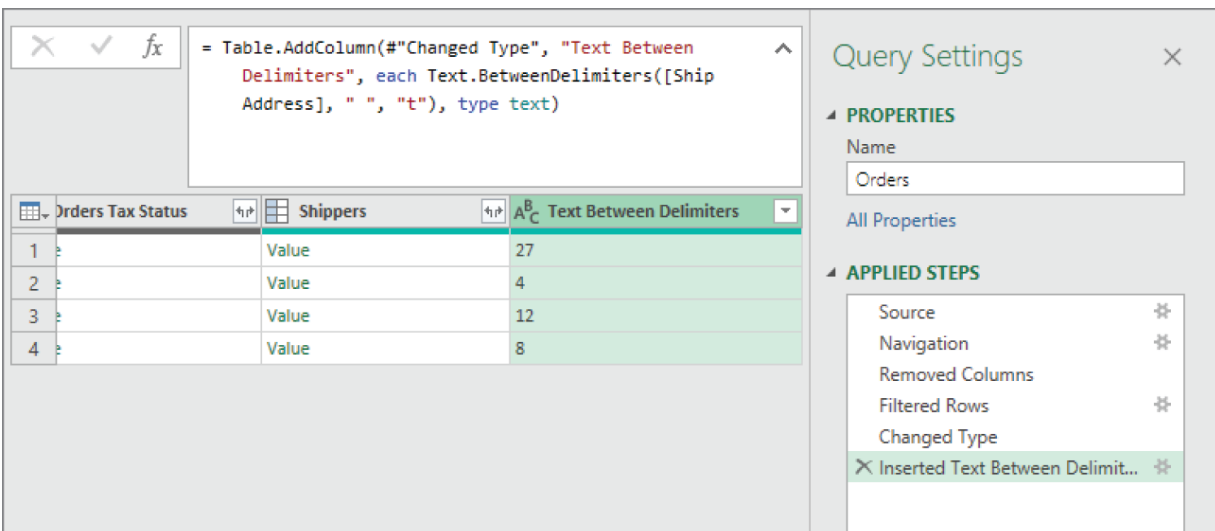 fx
= Table.AddColumn(#"Changed Type", "Text Between
Delimiters", each Text.BetweenDelimiters([Ship
Address], " ", "t"), type text)
Orders Tax Status
Shippers
ABC Text Between Delimiters
1 e Value 27
2 e Value 4
3 e Value 12
4 e Value 8
Query Settings
PROPERTIES
Name
Orders
All Properties
APPLIED STEPS
Source
Navigation
Removed Columns
Filtered Rows
Changed Type
Inserted Text Between Delimit...